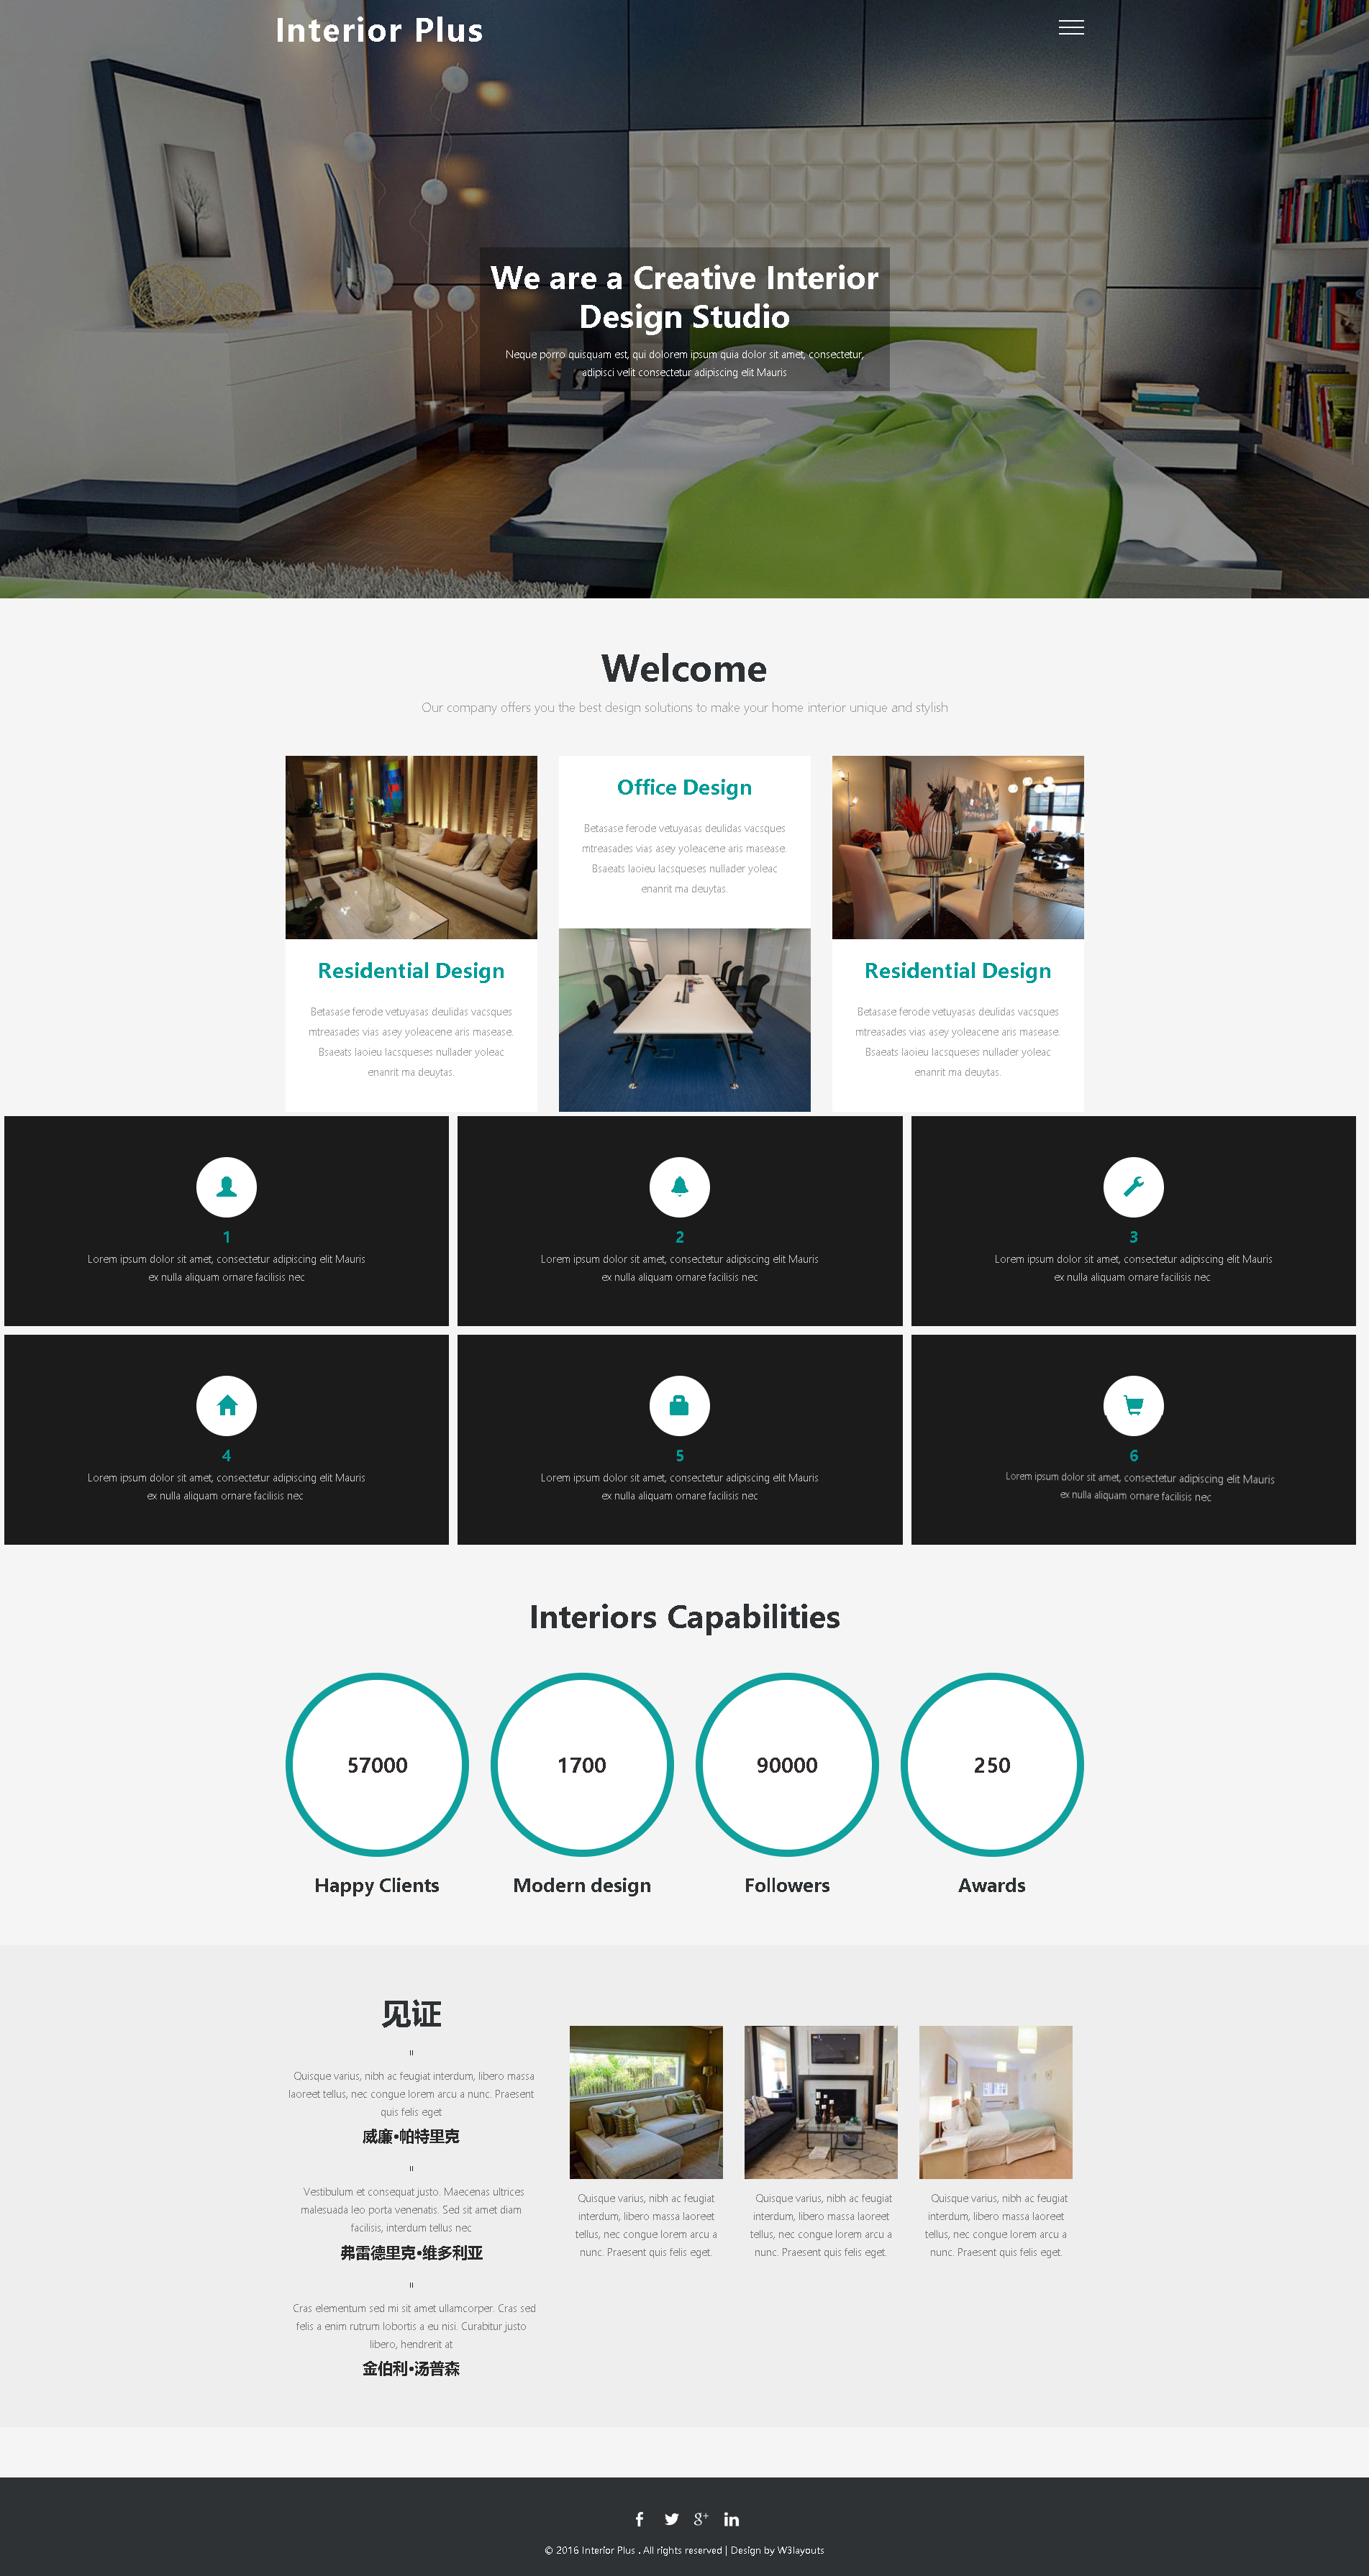 Interior Plus
We are a Creative Interior
Design Studio
Neque porro quisquam est, qui dolorem ipsum quia dolor sit amet, consectetur,
adipisci velit consectetur adipiscing elit Mauris
Welcome
Our company offers you the best design solutions to make your home interior unique and stylish
Residential Design
Betasase ferode vetuyasas deulidas vacsques
mtreasades vias asey yoleacene aris masease.
Bsaeats laoieu lacsqueses nullader yoleac
enanrit ma deuytas.
Office Design
Betasase ferode vetuyasas deulidas vacsques
mtreasades vias asey yoleacene aris masease.
Bsaeats laoieu lacsqueses nullader yoleac
enanrit ma deuytas.
Residential Design
Betasase ferode vetuyasas deulidas vacsques
mtreasades vias asey yoleacene aris masease.
Bsaeats laoieu lacsqueses nullader yoleac
enanrit ma deuytas.
1
Lorem ipsum dolor sit amet, consectetur adipiscing elit Mauris
ex nulla aliquam ornare facilisis nec
2
Lorem ipsum dolor sit amet, consectetur adipiscing elit Mauris
ex nulla aliquam ornare facilisis nec
3
Lorem ipsum dolor sit amet, consectetur adipiscing elit Mauris
ex nulla aliquam ornare facilisis nec
4
Lorem ipsum dolor sit amet, consectetur adipiscing elit Mauris
ex nulla aliquam ornare facilisis nec
5
Lorem ipsum dolor sit amet, consectetur adipiscing elit Mauris
ex nulla aliquam ornare facilisis nec
6
Lorem ipsum dolor sit amet, consectetur adipiscing elit Mauris
ex nulla aliquam ornare facilisis nec
Interiors Capabilities
57000
Happy Clients
1700
Modern design
90000
Followers
250
Awards
见证
"
Quisque varius, nibh ac feugiat interdum, libero massa
laoreet tellus, nec congue lorem arcu a nunc. Praesent
quis felis eget
威廉•帕特里克
"
Vestibulum et consequat justo. Maecenas ultrices
malesuada leo porta venenatis. Sed sit amet diam
facilisis, interdum tellus nec
弗雷德里克•维多利亚
"
Cras elementum sed mi sit amet ullamcorper. Cras sed
felis a enim rutrum lobortis a eu nisi. Curabitur justo
libero, hendrerit at
金伯利•汤普森
Quisque varius, nibh ac feugiat
interdum, libero massa laoreet
tellus, nec congue lorem arcu a
nunc. Praesent quis felis eget.
Quisque varius, nibh ac feugiat
interdum, libero massa laoreet
tellus, nec congue lorem arcu a
nunc. Praesent quis felis eget.
Quisque varius, nibh ac feugiat
interdum, libero massa laoreet
tellus, nec congue lorem arcu a
nunc. Praesent quis felis eget.
© 2016 Interior Plus . All rights reserved | Design by W3layouts